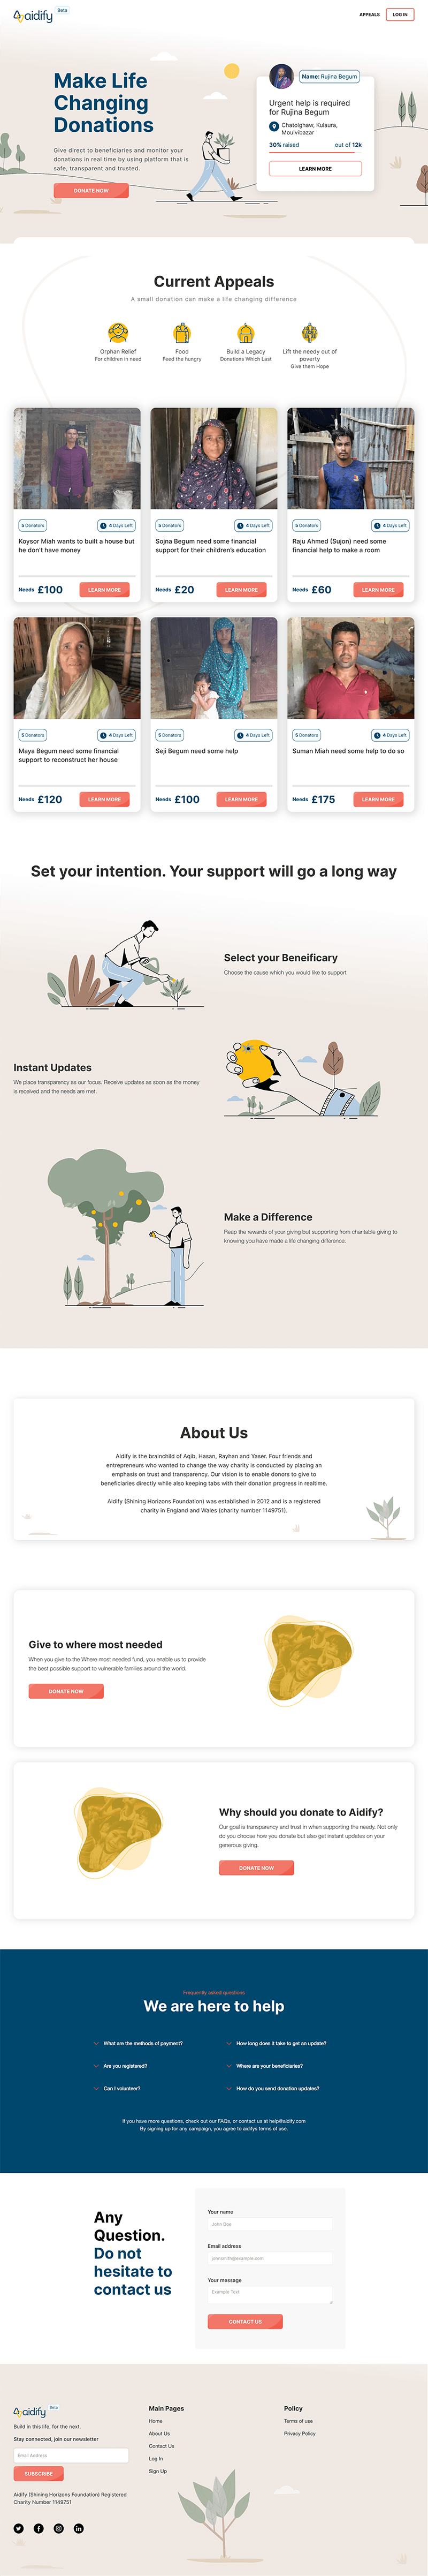 aidify Beta
APPEALS
LOG IN
Make Life
Changing
Donations
Give direct to beneficiaries and monitor your
donations in real time by using platform that is
safe, transparent and trusted.
DONATE NOW
Name: Rujina Begum
Urgent help is required
for Rujina Begum
Chatolghaw, Kulaura,
Moulvibazar
30% raised
out of 12k
LEARN MORE
Current Appeals
A small donation can make a life changing difference
Orphan Relief
For children in need
Food
Feed the hungry
Build a Legacy
Donations Which Last
Lift the needy out of
poverty
Give them Hope
5 Donators
4 Days Left
Koysor Miah wants to built a house but
he don't have money
Needs £100
LEARN MORE
5 Donators
4 Days Left
Sojna Begum need some financial
support for their children's education
Needs £20
LEARN MORE
5 Donators
4 Days Left
Raju Ahmed (Sujon) need some
financial help to make a room
Needs £60
LEARN MORE
5 Donators
4 Days Left
Maya Begum need some financial
support to reconstruct her house
Needs £120
LEARN MORE
5 Donators
4 Days Left
Seji Begum need some help
Needs £100
LEARN MORE
5 Donators
4 Days Left
Suman Miah need some help to do so
Needs £175
LEARN MORE
Set your intention. Your support will go a long way
Select your Beneificary
Choose the cause which you would like to support
Instant Updates
We place transparency as our focus. Receive updates as soon as the money
is received and the needs are met.
Make a Difference
Reap the rewards of your giving but supporting from charitable giving to
knowing you have made a life changing difference.
About Us
Aidify is the brainchild of Aqib, Hasan, Rayhan and Yaser. Four friends and
entrepreneurs who wanted to change the way charity is conducted by placing an
emphasis on trust and transparency. Our vision is to enable donors to give to
beneficiaries directly while also keeping tabs with their donation progress in realtime.
Aidify (Shining Horizons Foundation) was established in 2012 and is a registered
charity in England and Wales (charity number 1149751).
Give to where most needed
When you give to the Where most needed fund, you enable us to provide
the best possible support to vulnerable families around the world.
DONATE NOW
Why should you donate to Aidify?
Our goal is transparency and trust in when supporting the needy. Not only
do you choose how you donate but also get instant updates on your
generous giving.
DONATE NOW
Frequently asked questions
We are here to help
What are the methods of payment?
How long does it take to get an update?
Are you registered?
Where are your beneficiaries?
Can I volunteer?
How do you send donation updates?
If you have more questions, check out our FAQs, or contact us at help@aidify.com
By signing up for any campaign, you agree to aidifys terms of use.
Any
Question.
Do not
hesitate to
contact us
Your name
John Doe
Email address
johnsmith@example.com
Your message
Example Text
CONTACT US
aidify Beta
Build in this life, for the next.
Stay connected, join our newsletter
Email Address
SUBSCRIBE
Aidify (Shining Horizons Foundation) Registered
Charity Number 1149751
Main Pages
Home
About Us
Contact Us
Log In
Sign Up
Policy
Terms of use
Privacy Policy